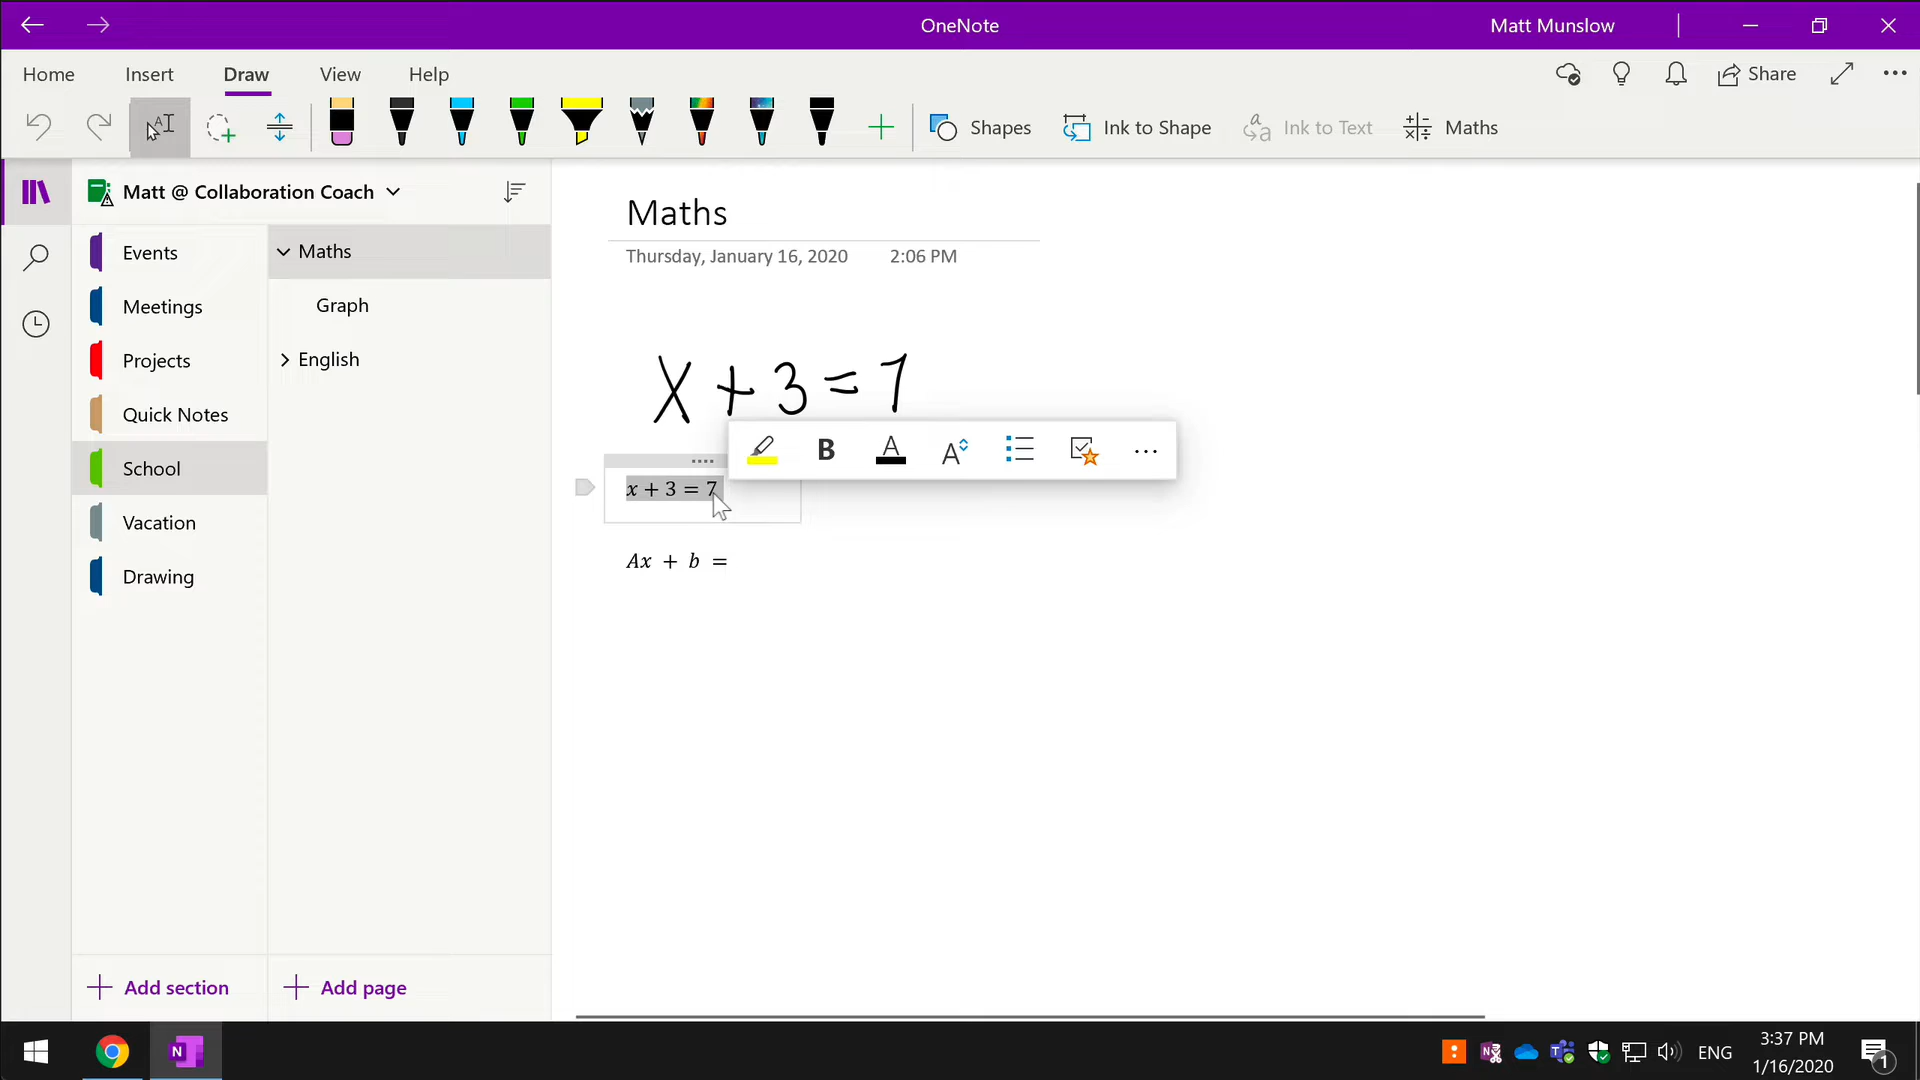 OneNote
Matt Munslow
Home Insert Draw View Help
Share
Shapes Ink to Shape Ink to Text Maths
Matt @ Collaboration Coach
Events
Meetings
Projects
Quick Notes
School
Vacation
Drawing
Maths
Graph
English
Maths
Thursday, January 16, 2020 2:06 PM
X + 3 = 7
B A A
x + 3 = 7
Ax + b =
Add section
Add page
N
ENG
3:37 PM
1/16/2020
1